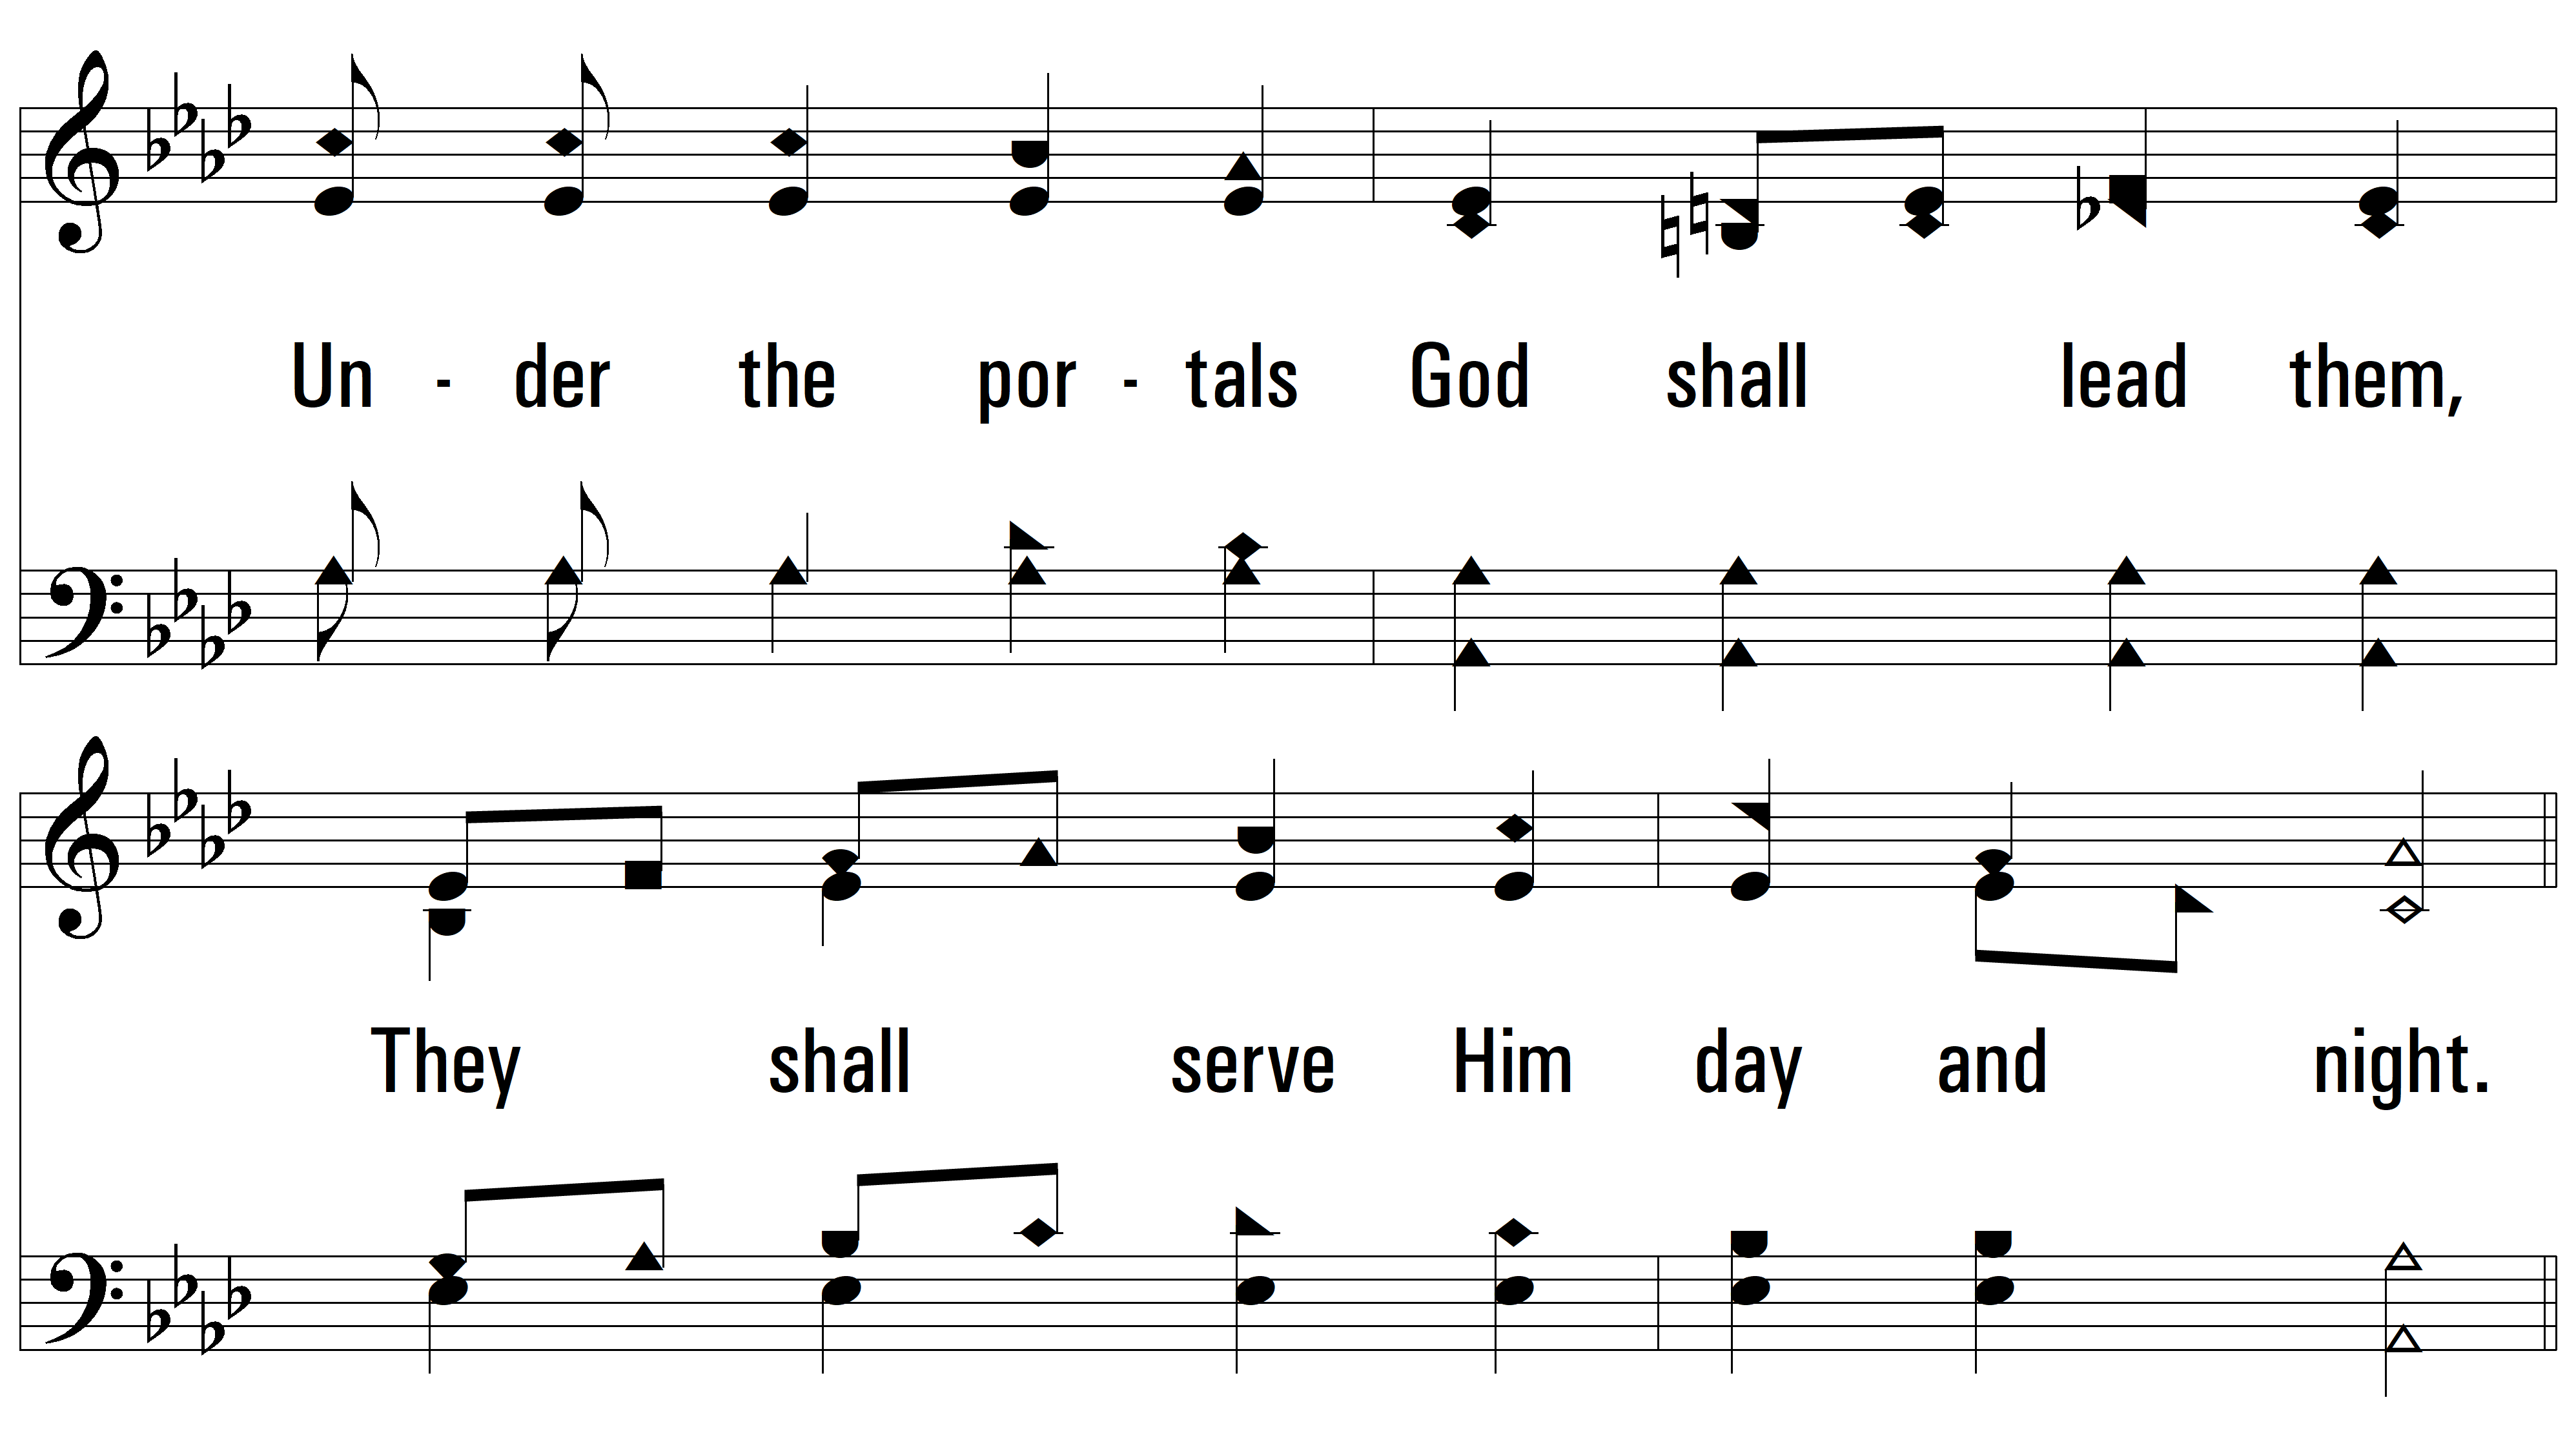 Un - der the por - tals God shall lead them,
They shall serve Him day and night.